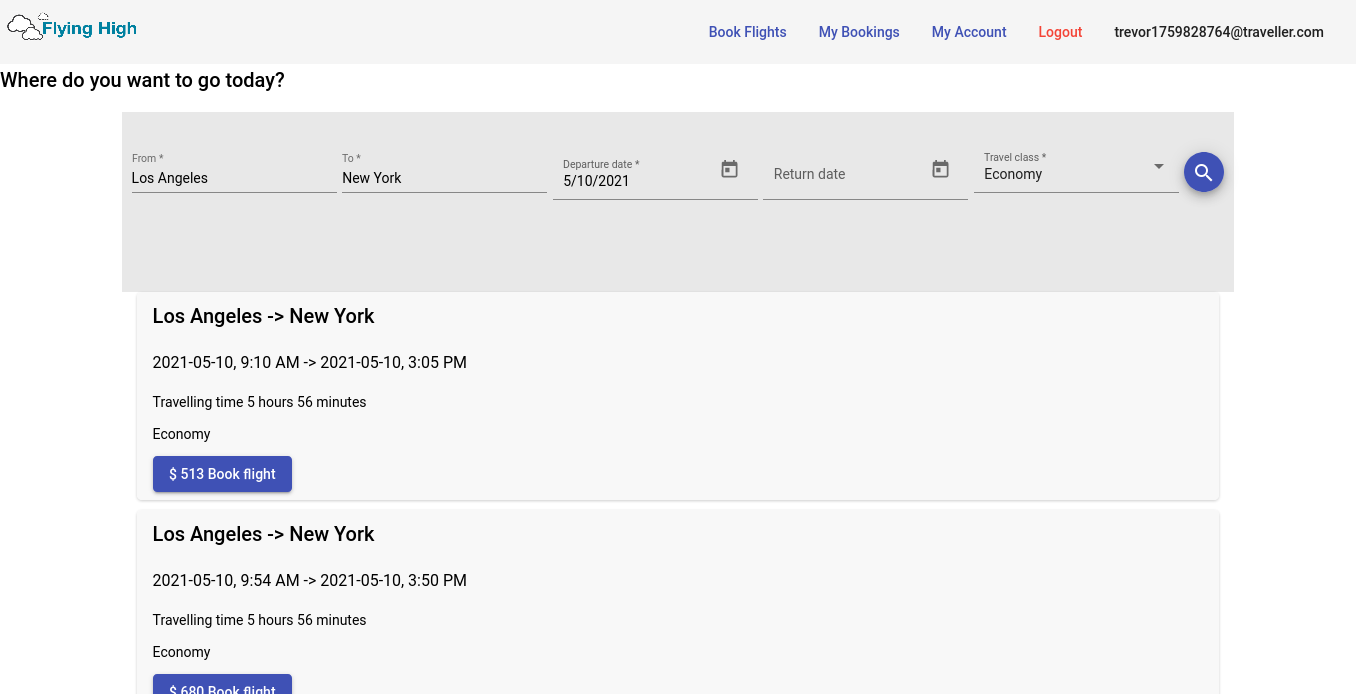 Flying High
Book Flights My Bookings My Account Logout trevor1759828764@traveller.com
Where do you want to go today?
From * To * Departure date * Return date Travel class *
Los Angeles New York 5/10/2021 Economy
Los Angeles -> New York
2021-05-10, 9:10 AM -> 2021-05-10, 3:05 PM
Travelling time 5 hours 56 minutes
Economy
$ 513 Book flight
Los Angeles -> New York
2021-05-10, 9:54 AM -> 2021-05-10, 3:50 PM
Travelling time 5 hours 56 minutes
Economy
$ 680 Book flight